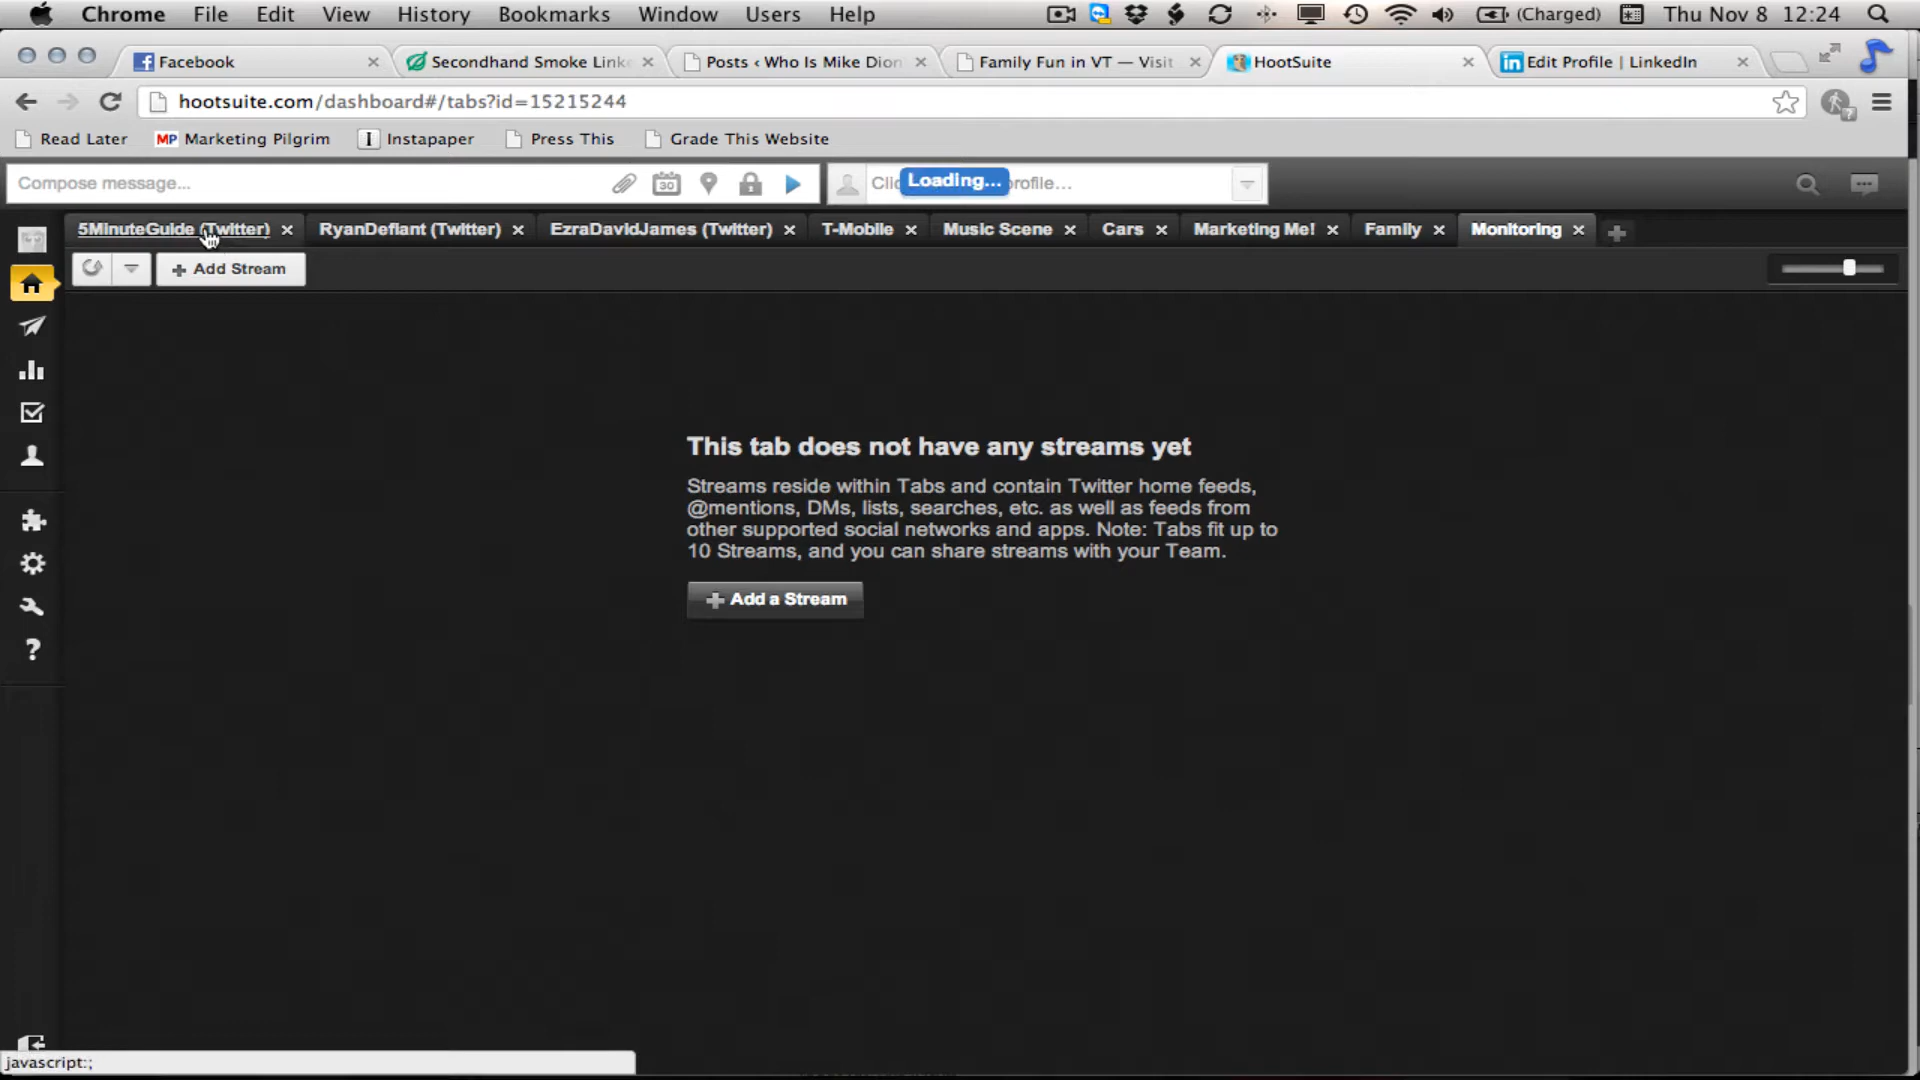 Chrome File Edit View History Bookmarks Window Users Help (Charged) Thu Nov 8 12:24
Facebook Secondhand Smoke Link Posts ‹ Who Is Mike Dion Family Fun in VT — Visit HootSuite Edit Profile | LinkedIn
hootsuite.com/dashboard#/tabs?id=15215244
Read Later MP Marketing Pilgrim I Instapaper Press This Grade This Website
Compose message... 30 Loading... profile...
5MinuteGuide (Twitter) RyanDefiant (Twitter) EzraDavidJames (Twitter) T-Mobile Music Scene Cars Marketing Me! Family Monitoring
+ Add Stream
This tab does not have any streams yet
Streams reside within Tabs and contain Twitter home feeds,
@mentions, DMs, lists, searches, etc. as well as feeds from
other supported social networks and apps. Note: Tabs fit up to
10 Streams, and you can share streams with your Team.
+ Add a Stream
?
javascript:;